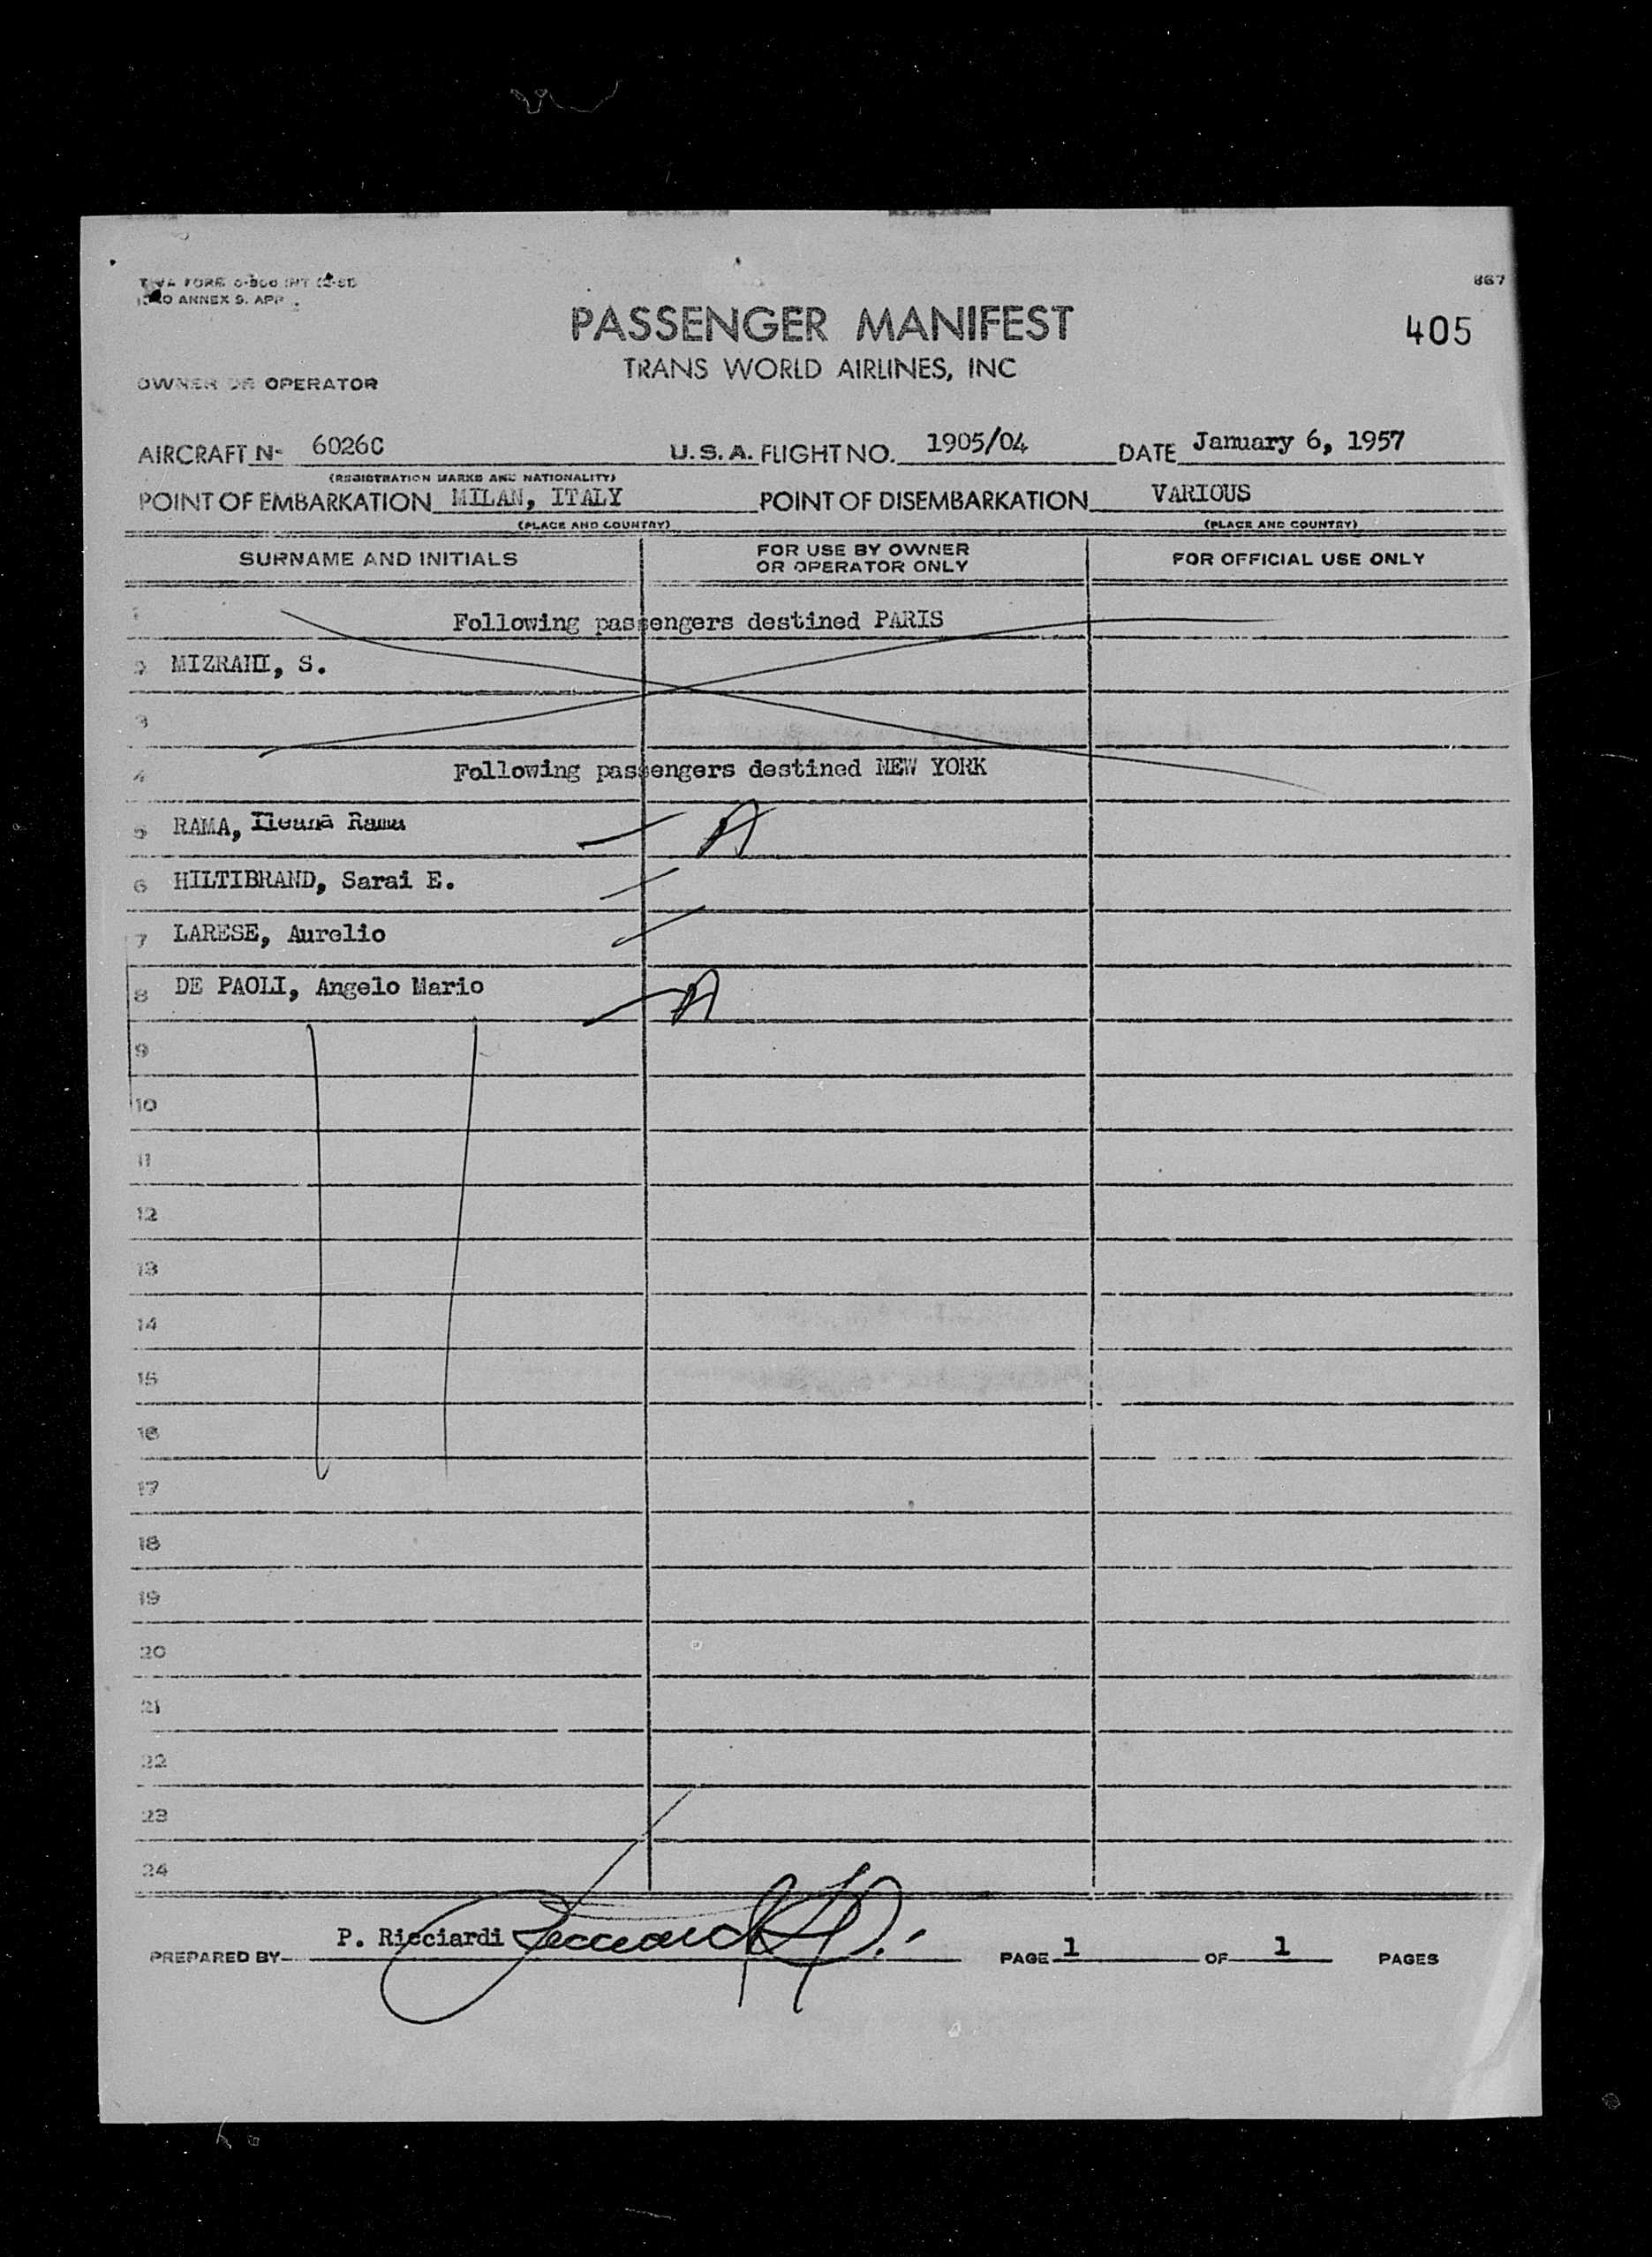 867
PASSENGER MANIFEST
405
TRANS WORLD AIRLINES, INC
OWNER OR OPERATOR
AIRCRAFT N- 6026C U.S.A. FLIGHT NO. 1905/04 DATE January 6, 1957
(REGISTRATION MARKS AND NATIONALITY)
POINT OF EMBARKATION MILAN, ITALY POINT OF DISEMBARKATION VARIOUS
(PLACE AND COUNTRY) (PLACE AND COUNTRY)
SURNAME AND INITIALS FOR USE BY OWNER OR OPERATOR ONLY FOR OFFICIAL USE ONLY
1 Following passengers destined PARIS
2 MIZRAHI, S.
3
4 Following passengers destined NEW YORK
5 RAMA, Ileana Rama
6 HILTIBRAND, Sarai E.
7 LARESE, Aurelio
8 DE PAOLI, Angelo Mario
9
10
11
12
13
14
15
16
17
18
19
20
21
22
23
24
PREPARED BY P. Ricciardi PAGE 1 OF 1 PAGES